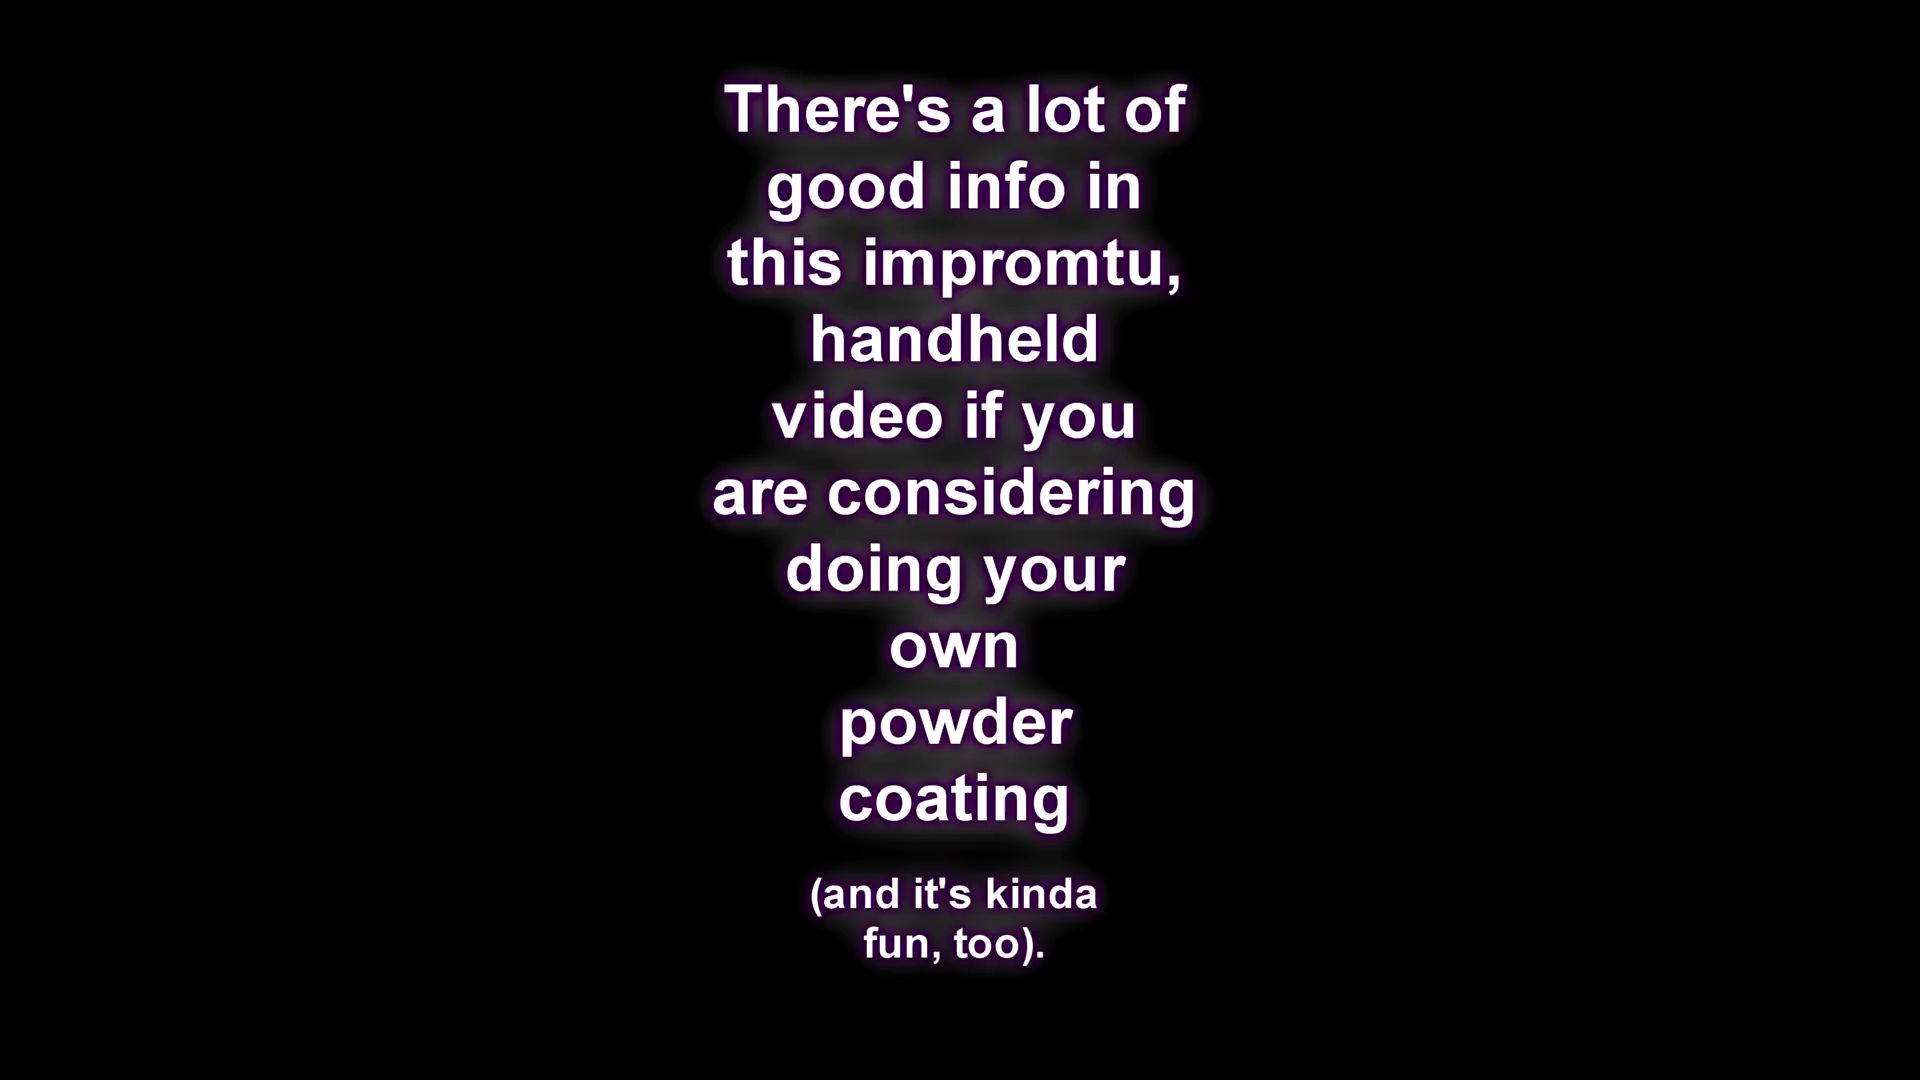 There's a lot of
good info in
this impromtu,
handheld
video if you
are considering
doing your
own
powder
coating
(and it's kinda
fun, too).